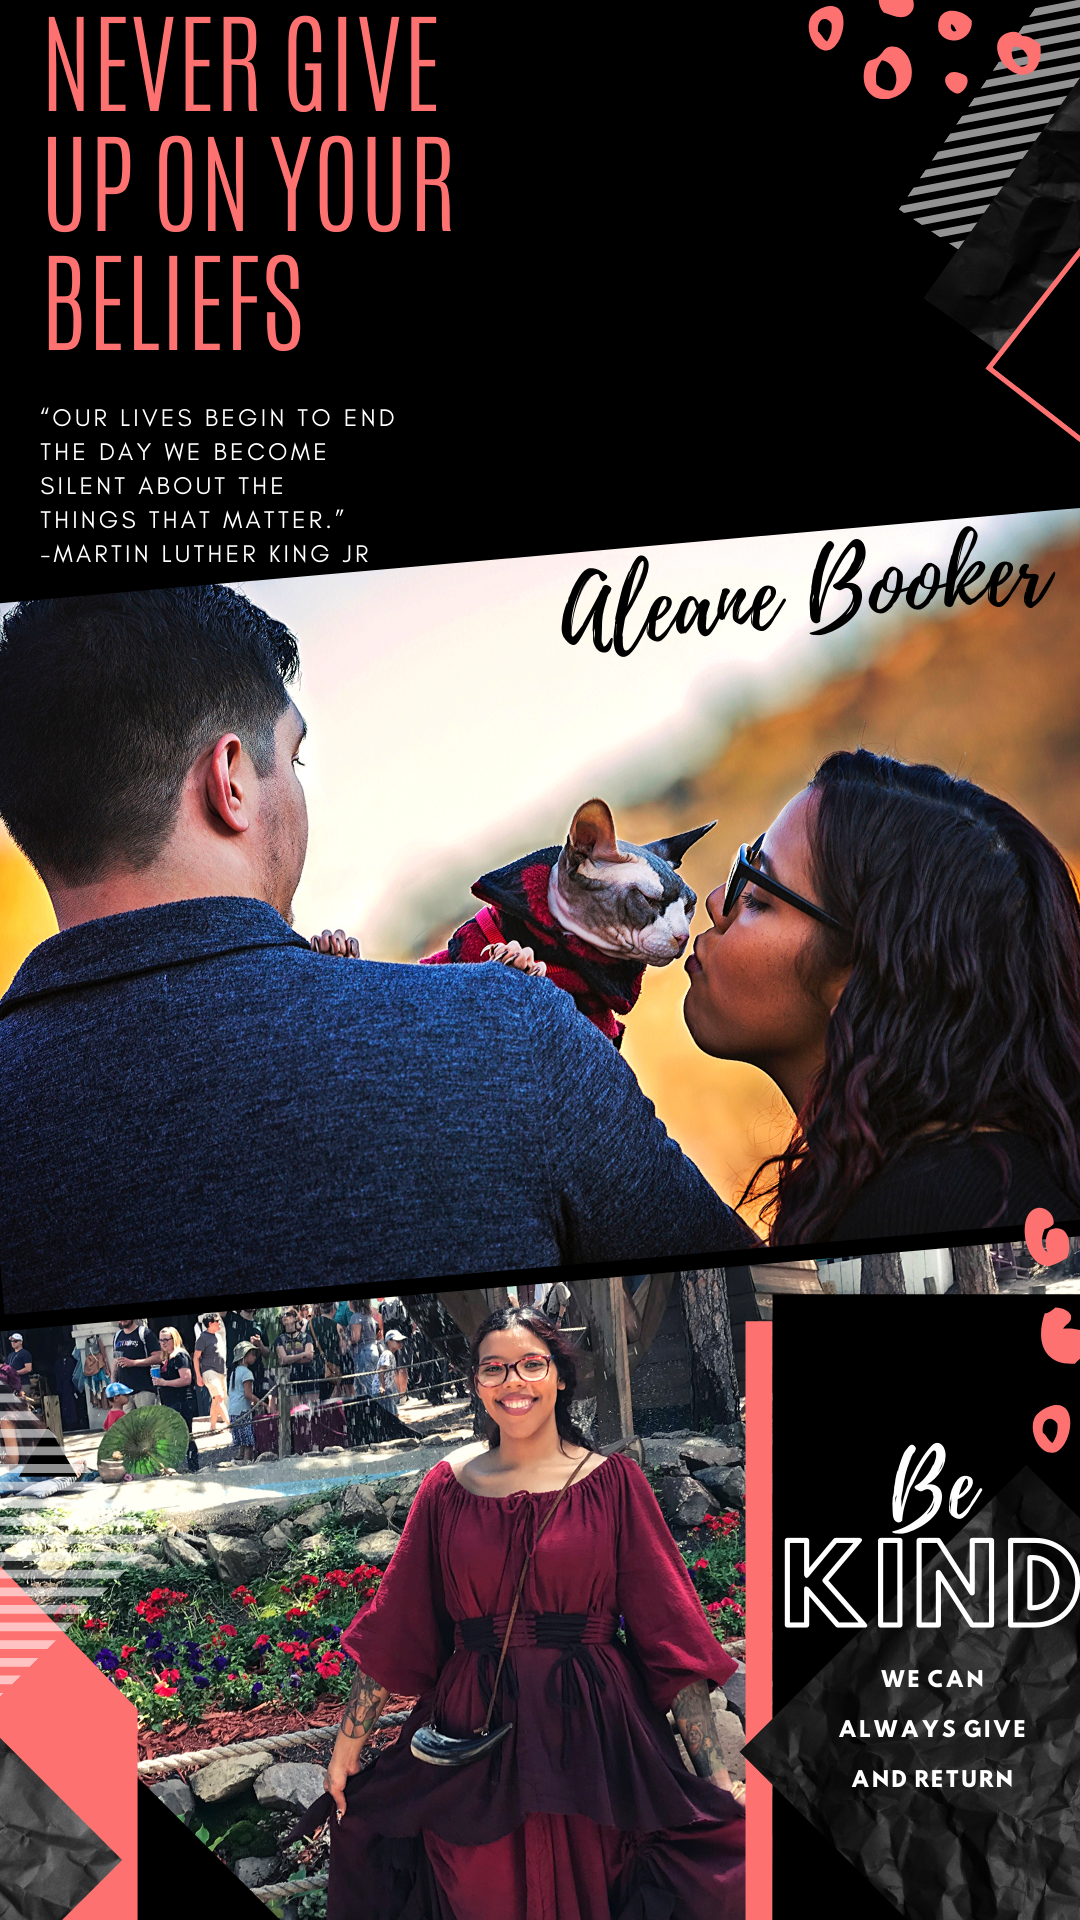 NEVER GIVE
UP ON YOUR
BELIEFS
“OUR LIVES BEGIN TO END
THE DAY WE BECOME
SILENT ABOUT THE
THINGS THAT MATTER.”
-MARTIN LUTHER KING JR
Aleane Booker
Be
KIND
WE CAN
ALWAYS GIVE
AND RETURN